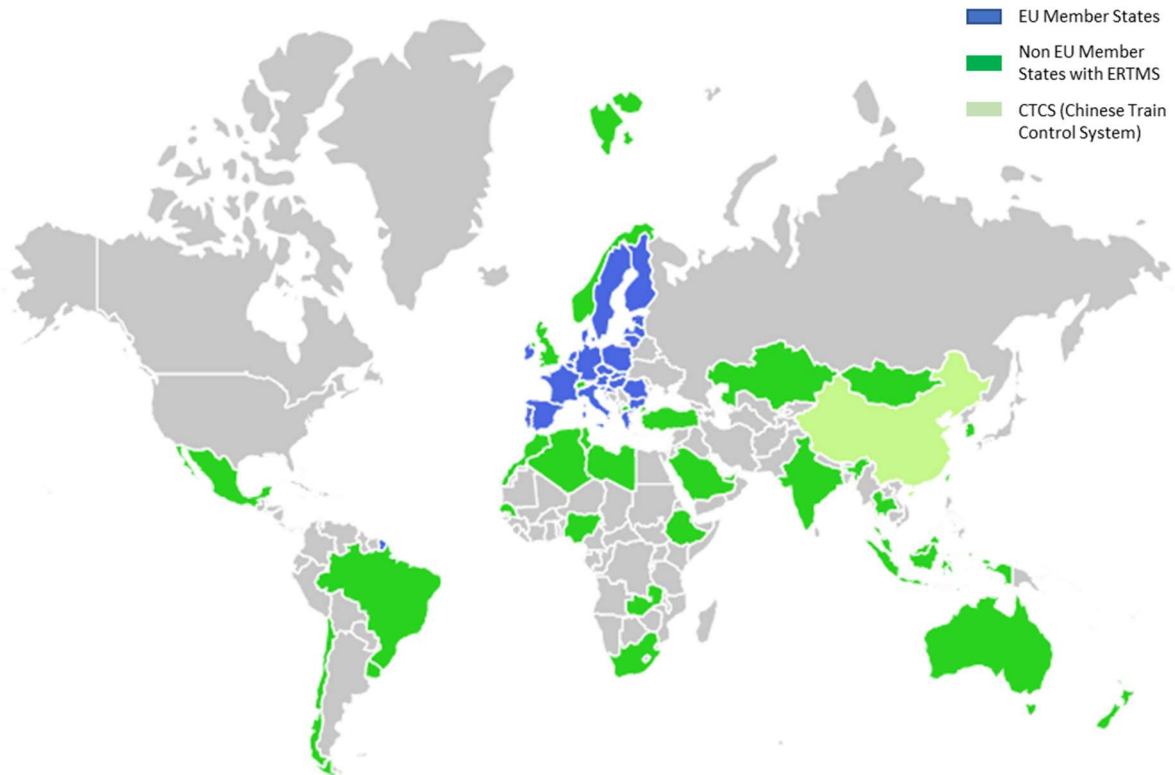 EU Member States
Non EU Member
States with ERTMS
CTCS (Chinese Train
Control System)